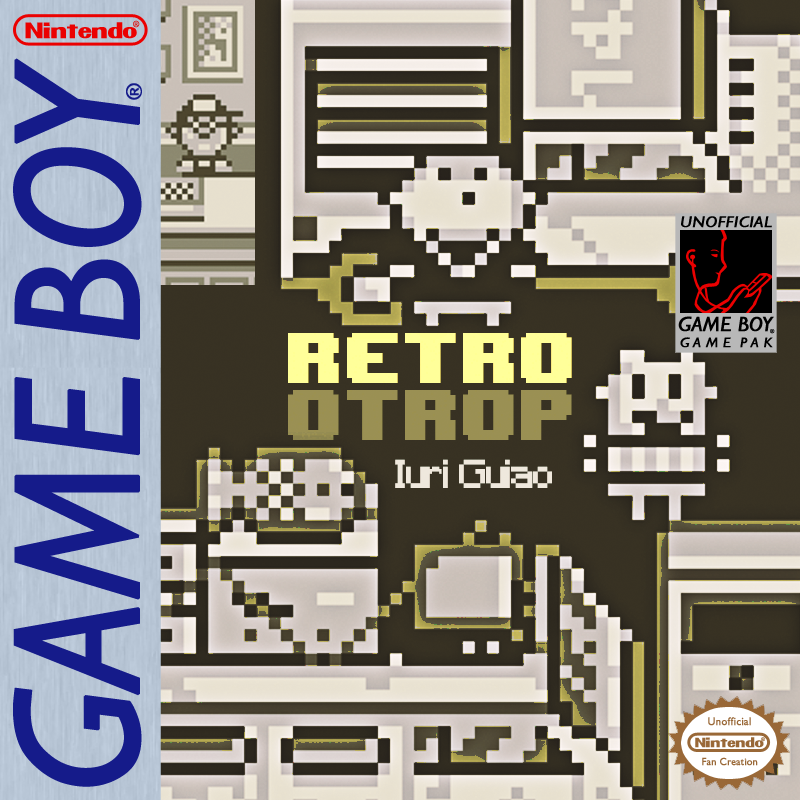 Nintendo®
GAME BOY®
UNOFFICIAL
GAME BOY®
GAME PAK
RETRO
OTROP
Iuri Guiao
Unofficial
Nintendo®
Fan Creation